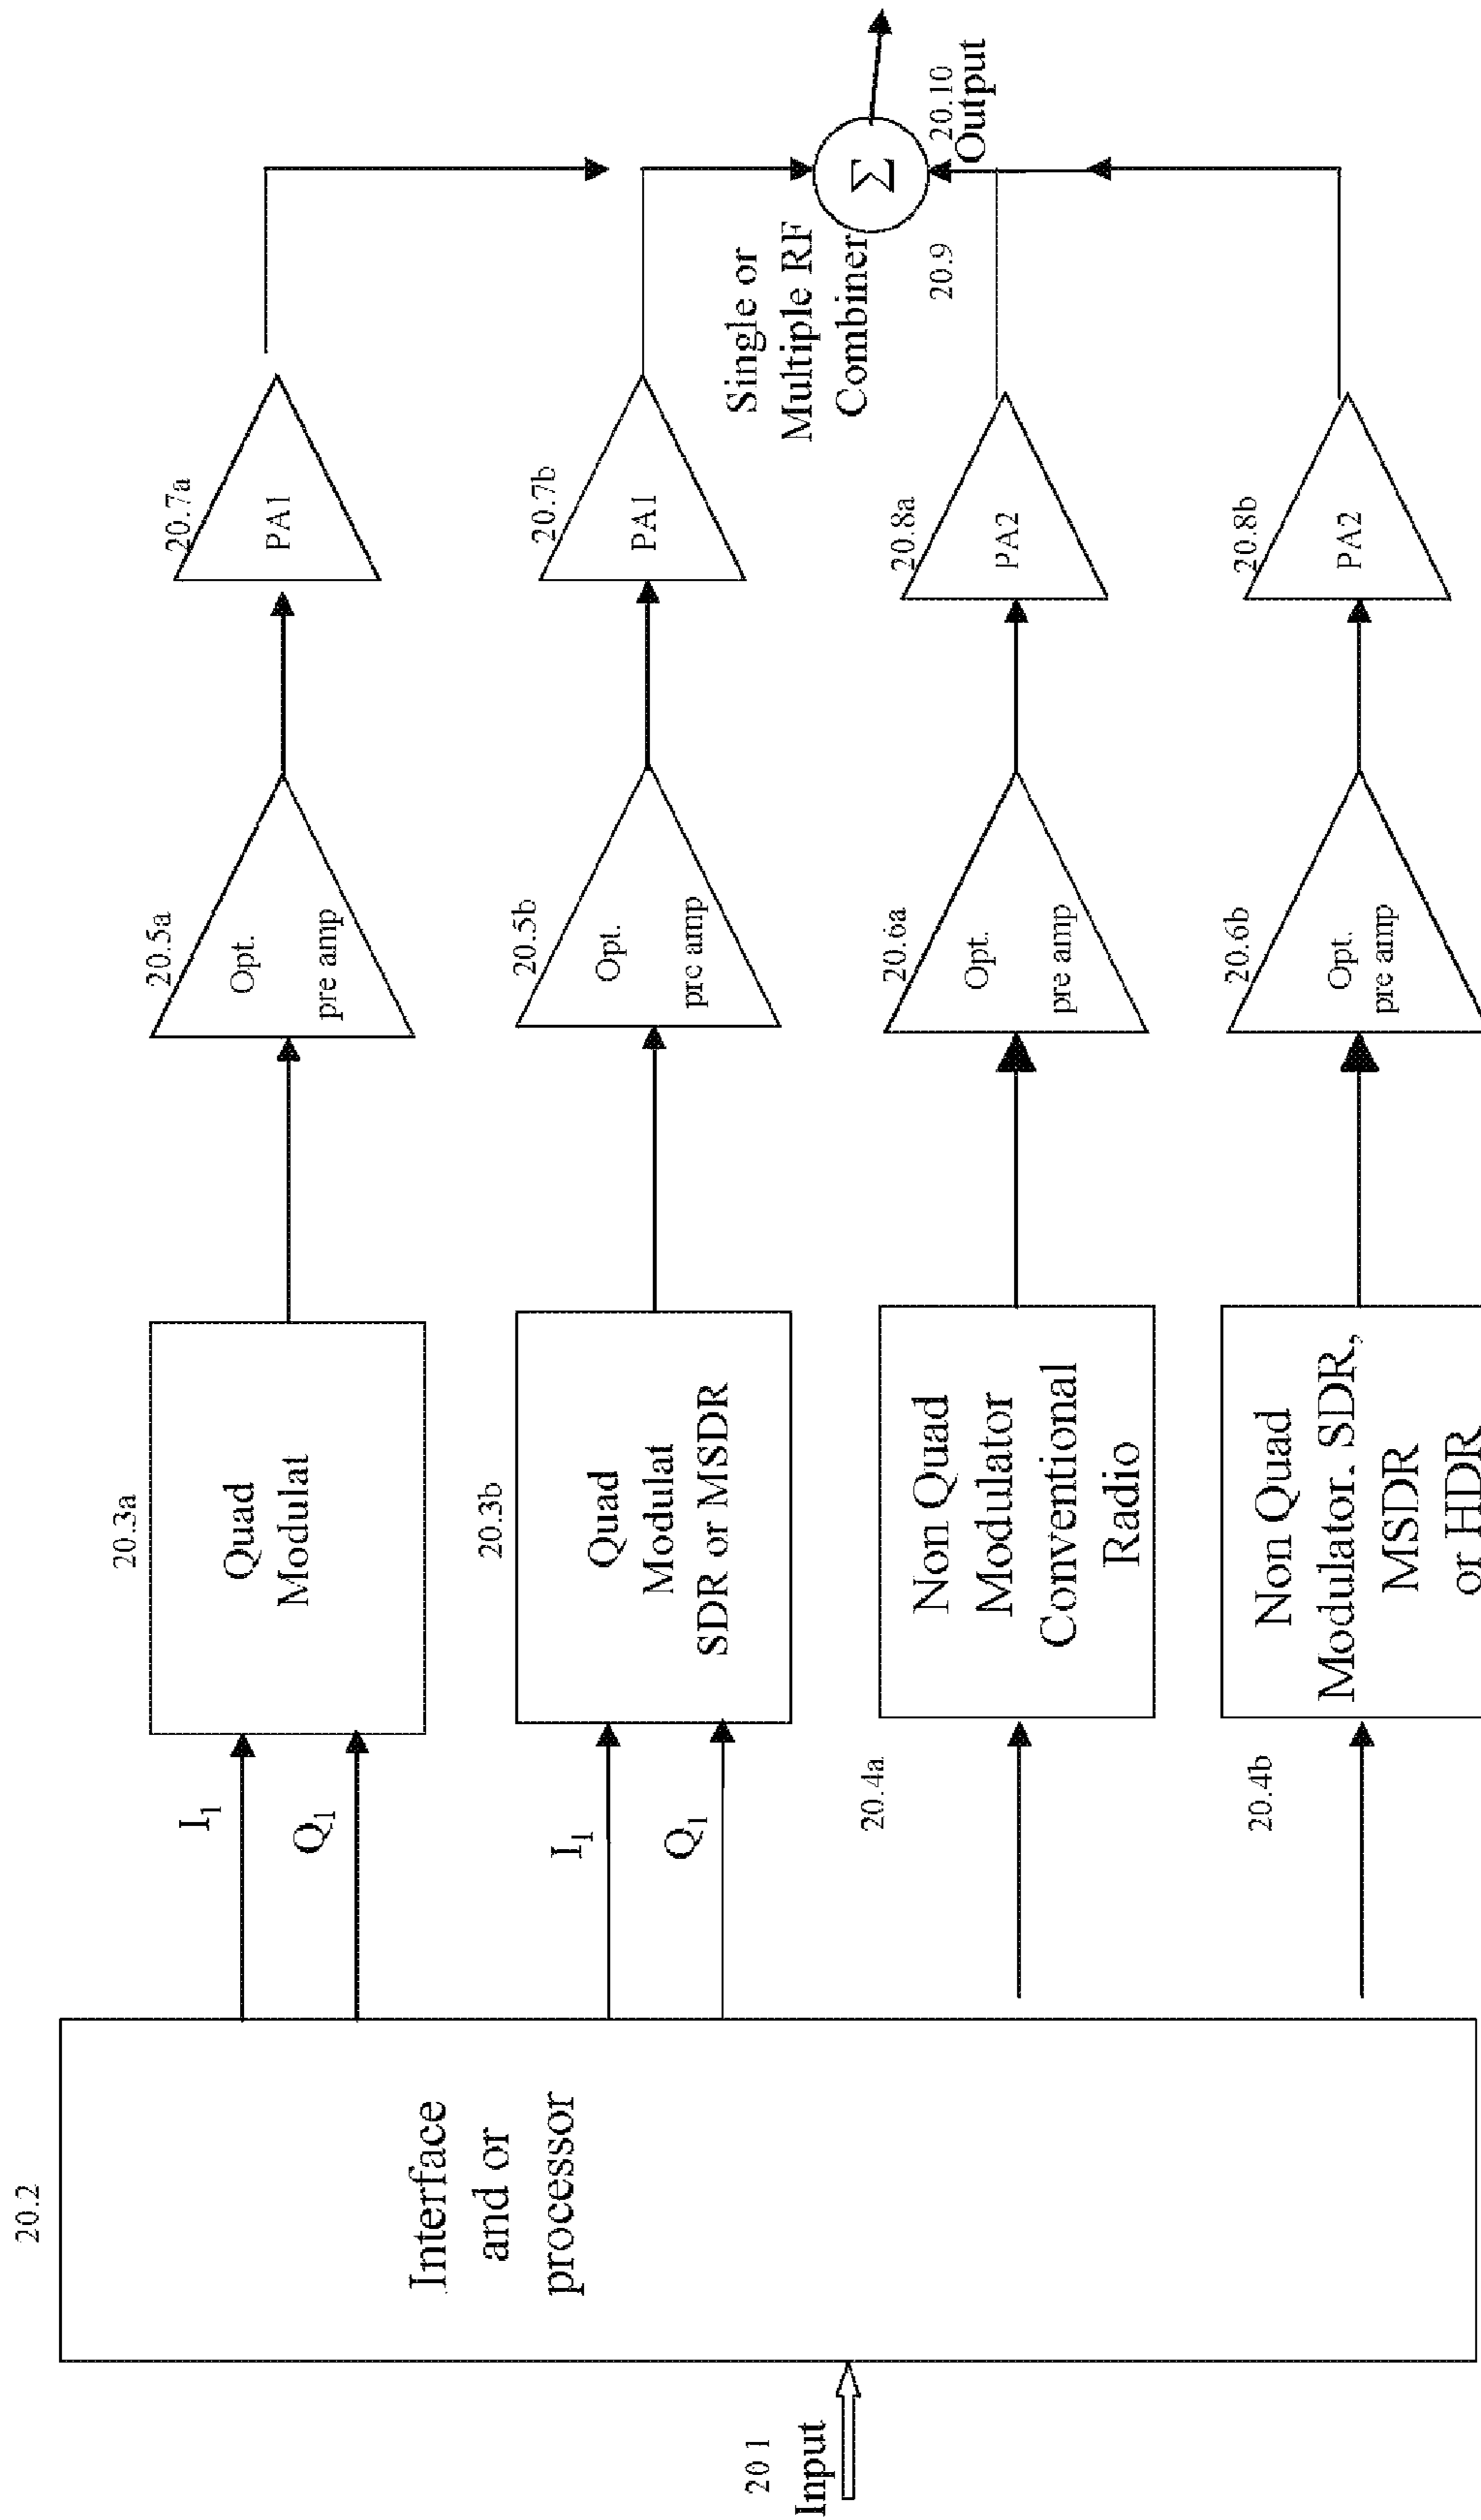 20.1
Input
20.2
Interface
and or
processor
I1
Q1
20.3a
Quad
Modulat
20.5a
Opt.
pre amp
20.7a
PA1
I1
Q1
20.3b
Quad
Modulat
SDR or MSDR
20.5b
Opt.
pre amp
20.7b
PA1
Single or
Multiple RF
Combiner
20.9
Σ
20.10
Output
20.4a
Non Quad
Modulator
Conventional
Radio
20.6a
Opt.
pre amp
20.8a
PA2
20.4b
Non Quad
Modulator. SDR,
MSDR
or HDR
20.6b
Opt.
pre amp
20.8b
PA2